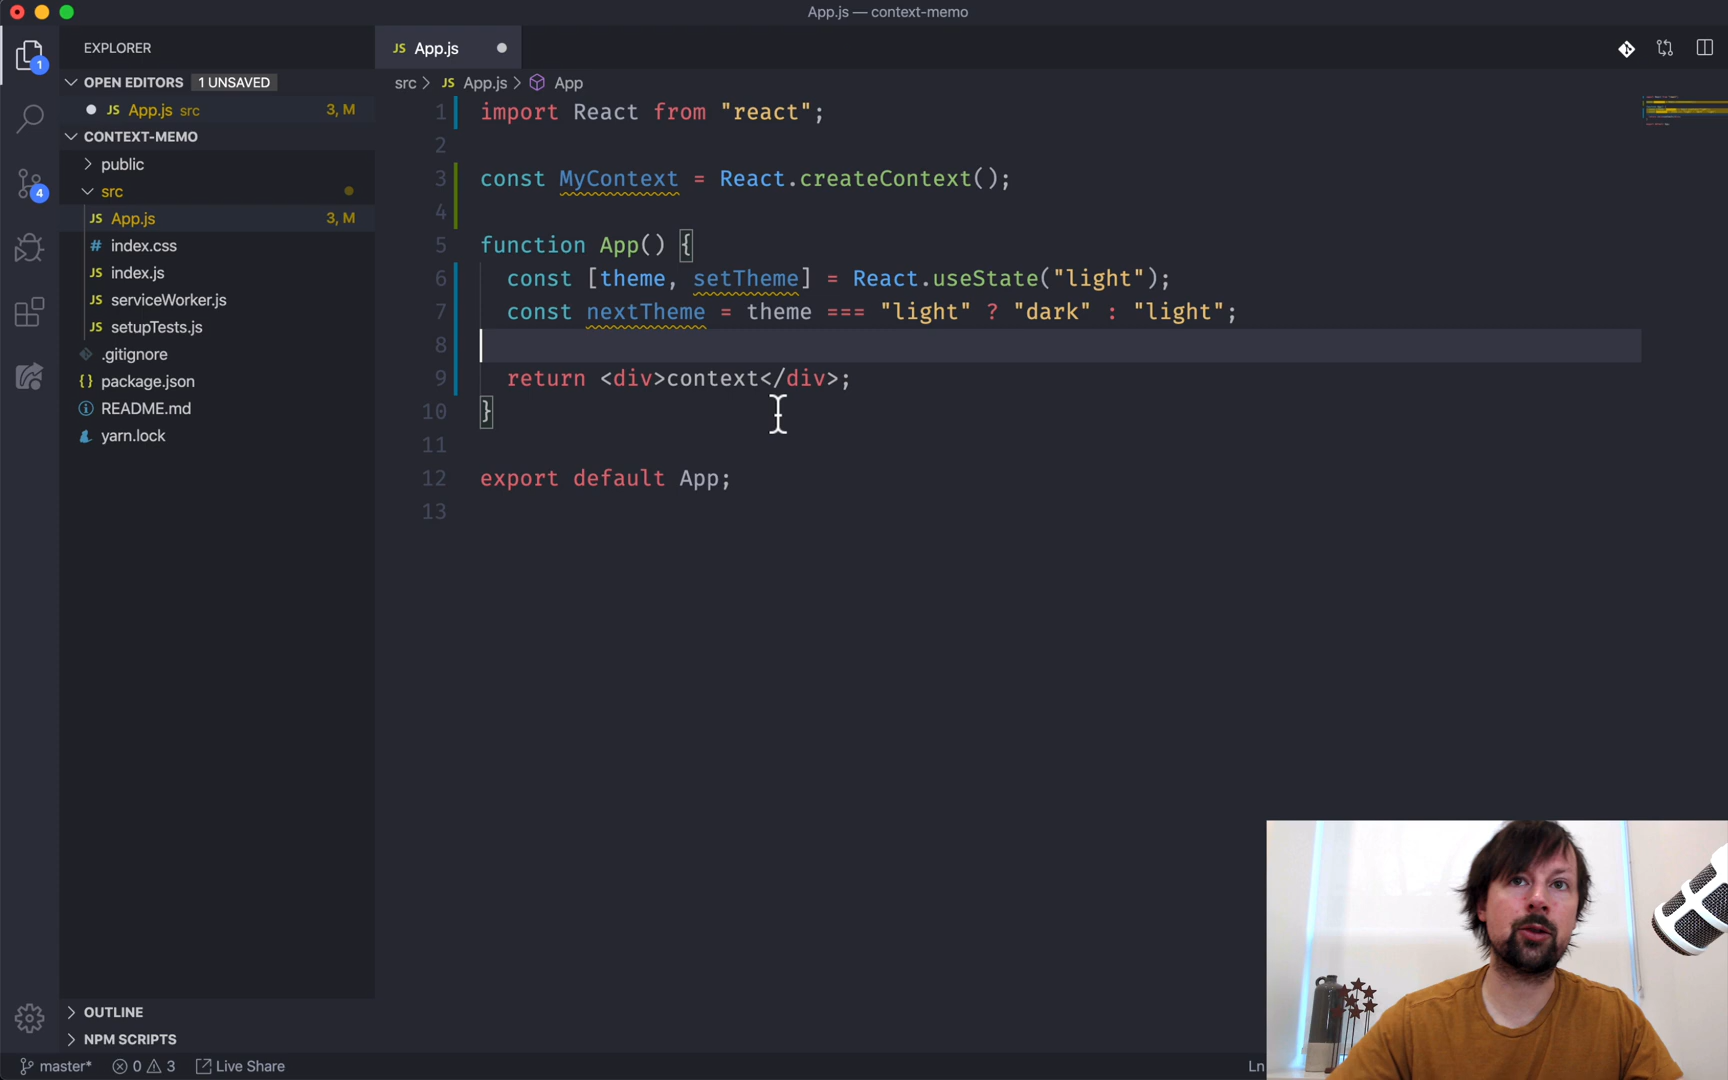 App.js — context-memo
EXPLORER
JS App.js
1
OPEN EDITORS 1 UNSAVED
JS App.js src 3, M
CONTEXT-MEMO
public
src
JS App.js 3, M
# index.css
JS index.js
JS serviceWorker.js
JS setupTests.js
.gitignore
{} package.json
README.md
yarn.lock
4
OUTLINE
NPM SCRIPTS
src > JS App.js > App
1 import React from "react";
2
3 const MyContext = React.createContext();
4
5 function App() {
6 const [theme, setTheme] = React.useState("light");
7 const nextTheme = theme === "light" ? "dark" : "light";
8
9 return <div>context</div>;
10 }
11
12 export default App;
13
master* 0 3 Live Share
Ln